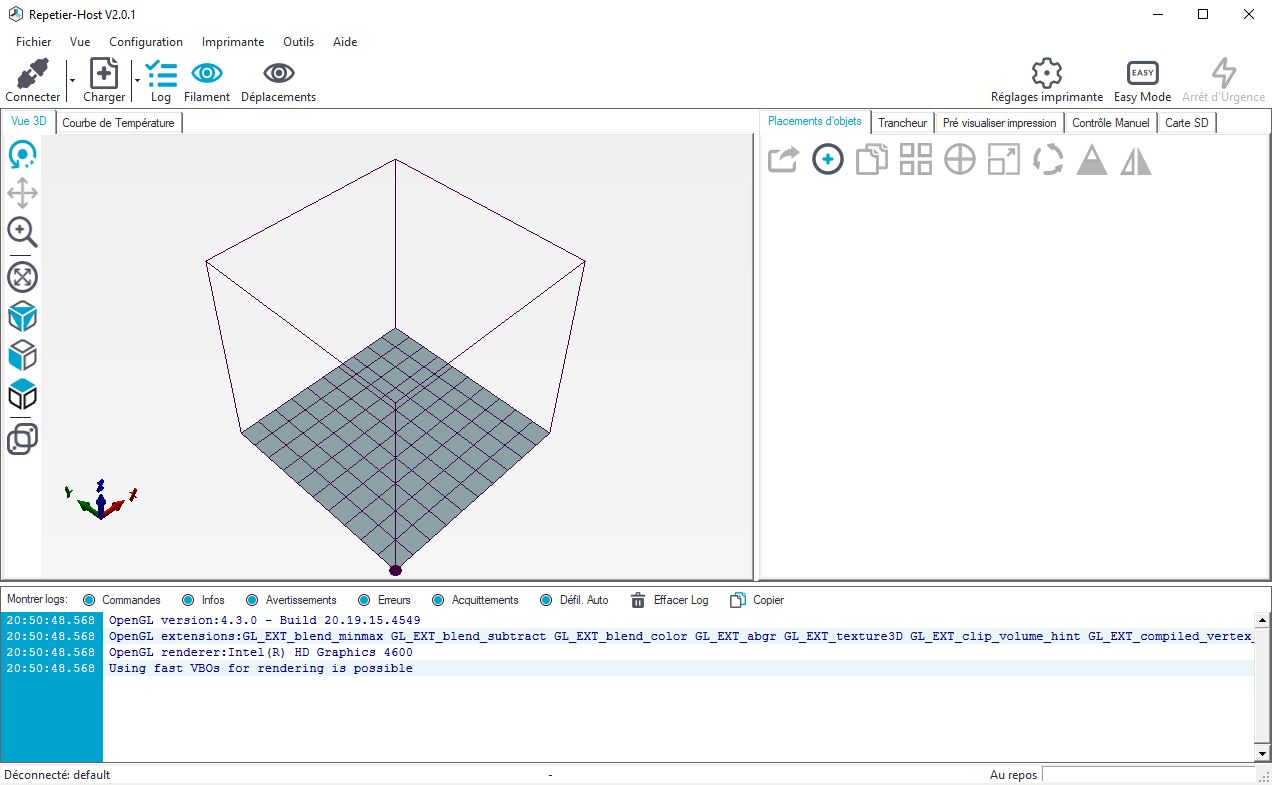 Repetier-Host V2.0.1
Fichier Vue Configuration Imprimante Outils Aide
EASY
Connecter Charger Log Filament Déplacements Réglages imprimante Easy Mode Arrêt d'Urgence
Vue 3D Courbe de Température
Placements d'objets Trancheur Pré visualiser impression Contrôle Manuel Carte SD
Y Z X
Montrer logs: Commandes Infos Avertissements Erreurs Acquittements Défil. Auto Effacer Log Copier
20:50:48.568 OpenGL version:4.3.0 - Build 20.19.15.4549
20:50:48.568 OpenGL extensions:GL_EXT_blend_minmax GL_EXT_blend_subtract GL_EXT_blend_color GL_EXT_abgr GL_EXT_texture3D GL_EXT_clip_volume_hint GL_EXT_compiled_vertex_
20:50:48.568 OpenGL renderer:Intel(R) HD Graphics 4600
20:50:48.568 Using fast VBOs for rendering is possible
Déconnecté: default - Au repos